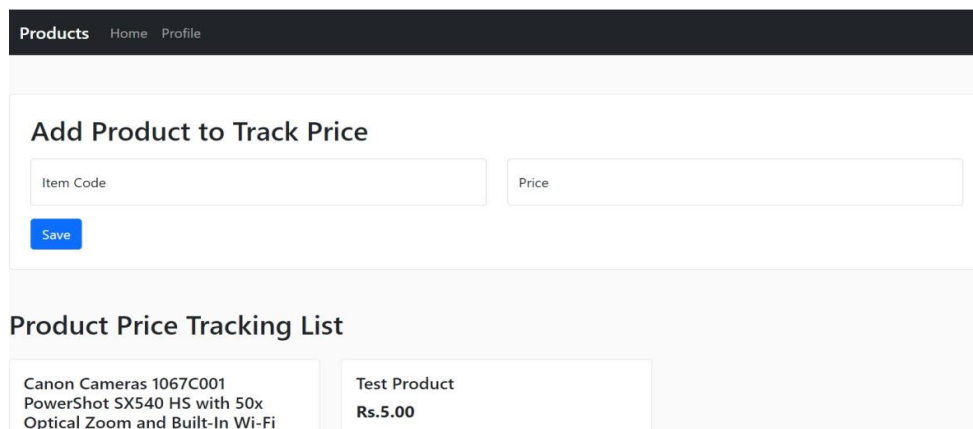 Products Home Profile
Add Product to Track Price
Item Code
Price
Save
Product Price Tracking List
Canon Cameras 1067C001
PowerShot SX540 HS with 50x
Optical Zoom and Built-In Wi-Fi
Test Product
Rs.5.00